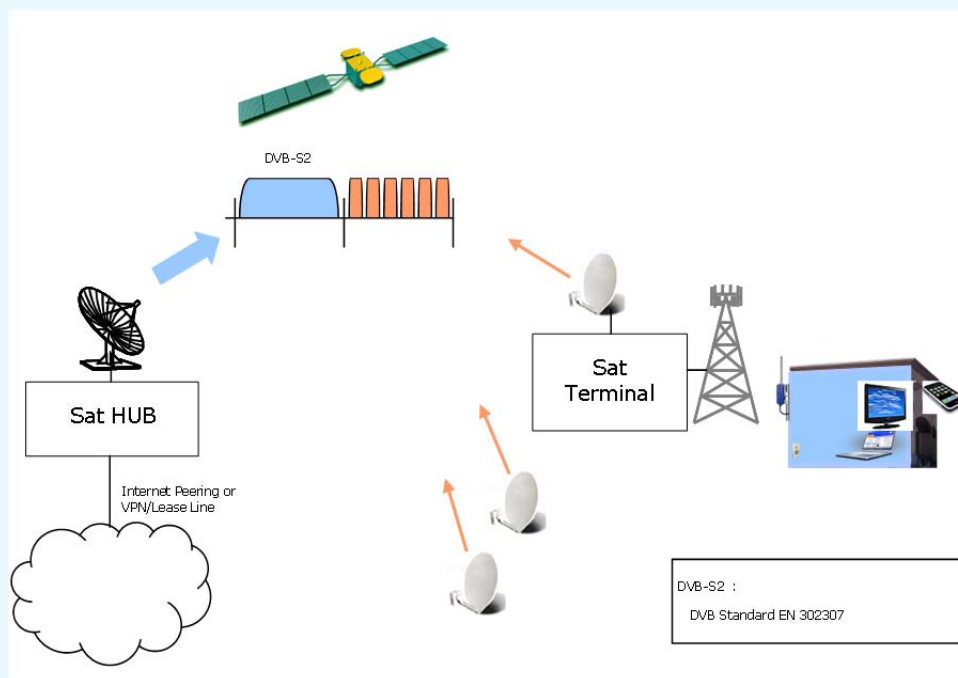 DVB-S2
Sat
Terminal
Sat HUB
Internet Peering or
VPN/Lease Line
DVB-S2 :
DVB Standard EN 302307